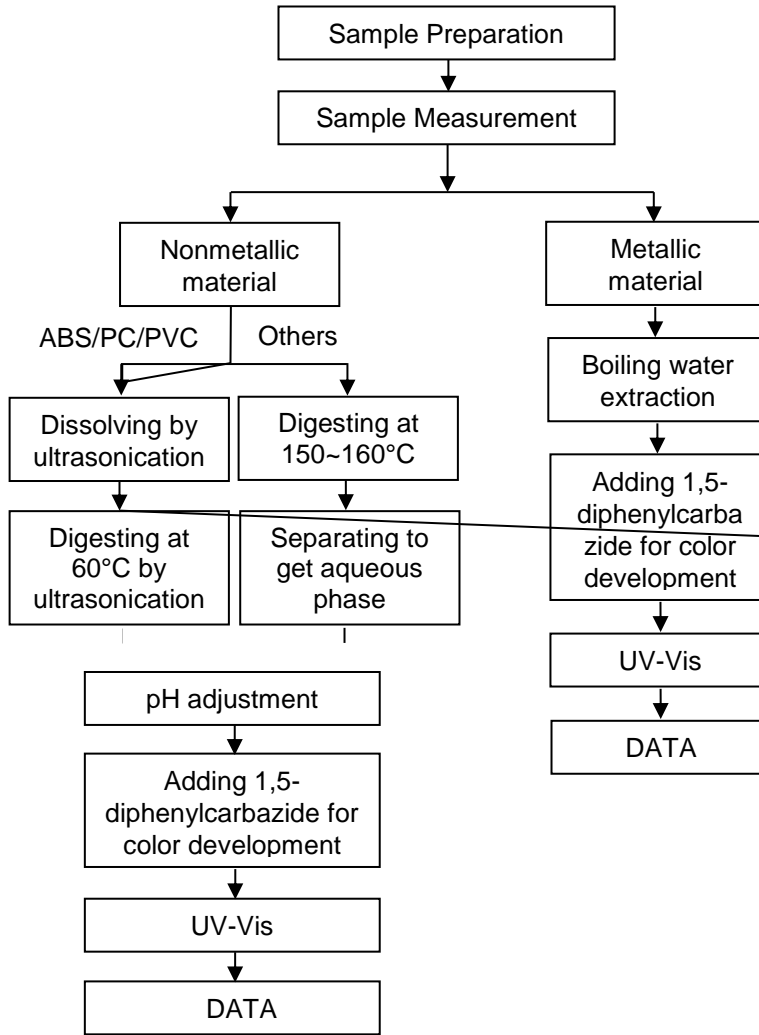 Sample Preparation
Sample Measurement
Nonmetallic
material
Metallic
material
ABS/PC/PVC
Others
Boiling water
extraction
Dissolving by
ultrasonication
Digesting at
150~160°C
Adding 1,5-
diphenylcarba
zide for color
development
Digesting at
60°C by
ultrasonication
Separating to
get aqueous
phase
UV-Vis
DATA
pH adjustment
Adding 1,5-
diphenylcarbazide for
color development
UV-Vis
DATA